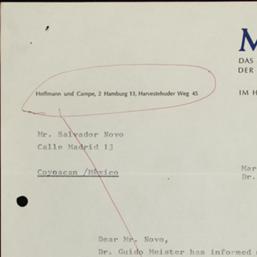 M
DAS
DER
IM H
Hoffmann und Campe, 2 Hamburg 13, Harvestehuder Weg 45
Mr. Salvador Novo
Calle Madrid 13
Coyoacan /México
Mar
Dr.
Dear Mr. Novo,
Dr. Guido Meister has informed